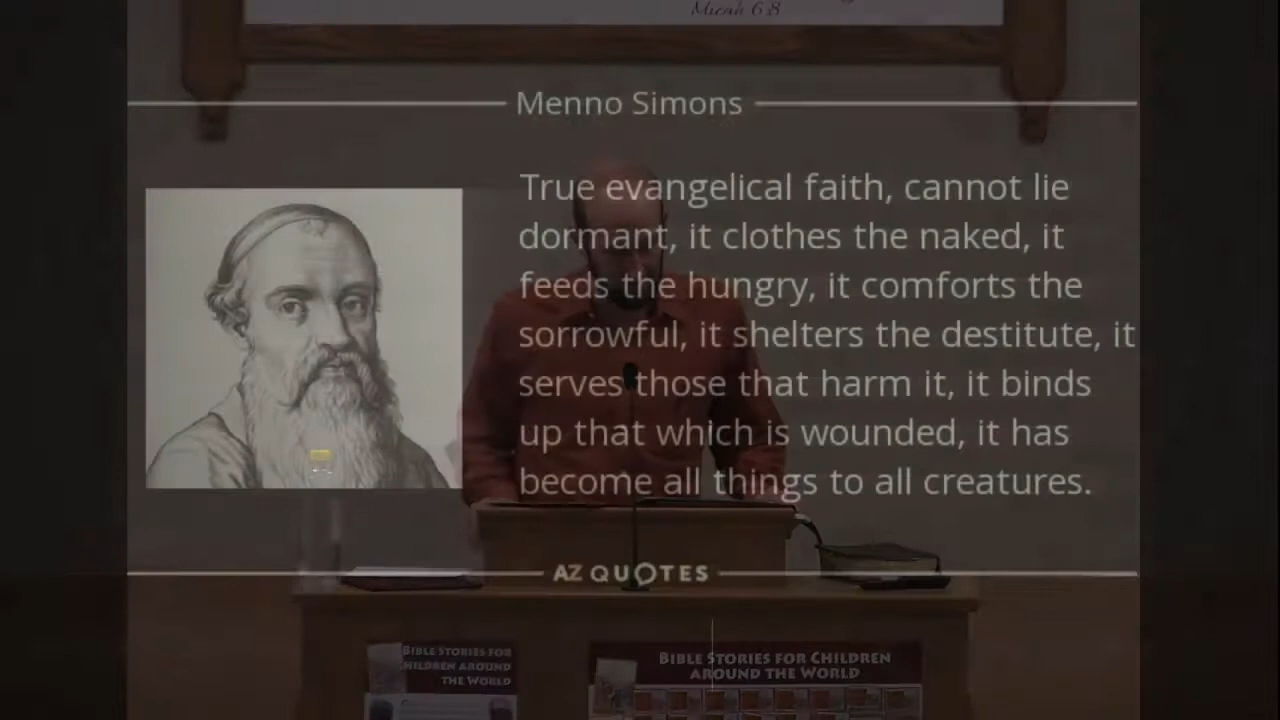 Micah 6:8
Menno Simons
True evangelical faith, cannot lie
dormant, it clothes the naked, it
feeds the hungry, it comforts the
sorrowful, it shelters the destitute, it
serves those that harm it, it binds
up that which is wounded, it has
become all things to all creatures.
AZ QUOTES
BIBLE STORIES FOR
CHILDREN AROUND
THE WORLD
BIBLE STORIES FOR CHILDREN
AROUND THE WORLD